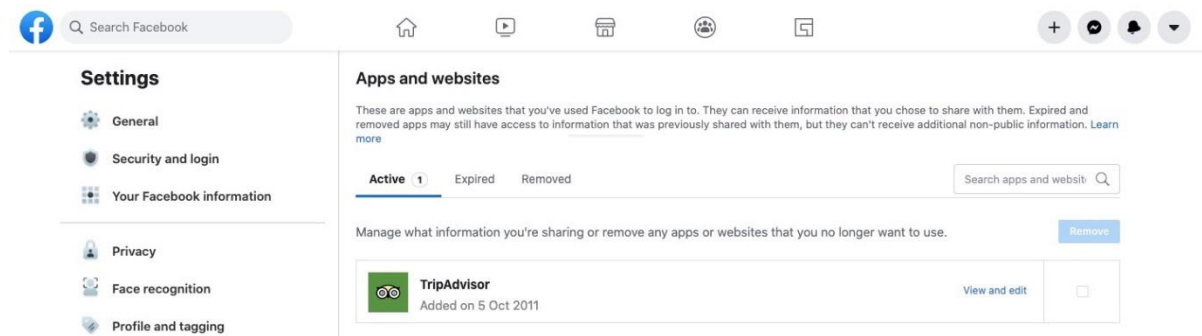 Search Facebook
Settings
General
Security and login
Your Facebook information
Privacy
Face recognition
Profile and tagging
Apps and websites
These are apps and websites that you've used Facebook to log in to. They can receive information that you chose to share with them. Expired and
removed apps may still have access to information that was previously shared with them, but they can't receive additional non-public information. Learn
more
Active 1 Expired Removed
Search apps and websit
Manage what information you're sharing or remove any apps or websites that you no longer want to use.
Remove
TripAdvisor
Added on 5 Oct 2011
View and edit